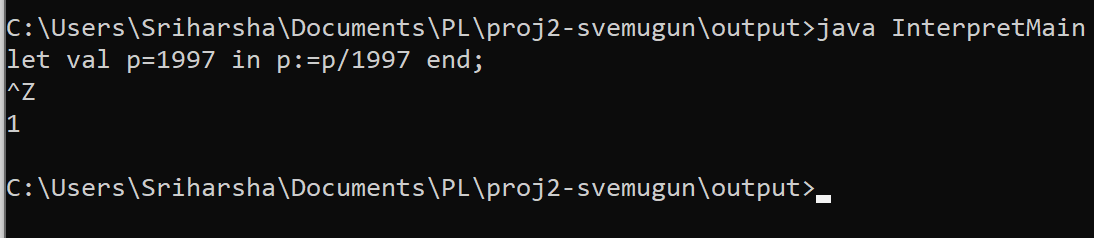 C:\Users\Sriharsha\Documents\PL\proj2-svemugun\output>java InterpretMain
let val p=1997 in p:=p/1997 end;
^Z
1
C:\Users\Sriharsha\Documents\PL\proj2-svemugun\output>